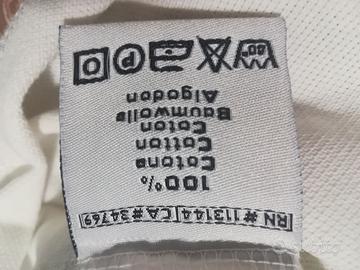 RN # 113144 CA # 34769
100%
Cotone
Cotton
Coton
Baumwolle
Algodon
P